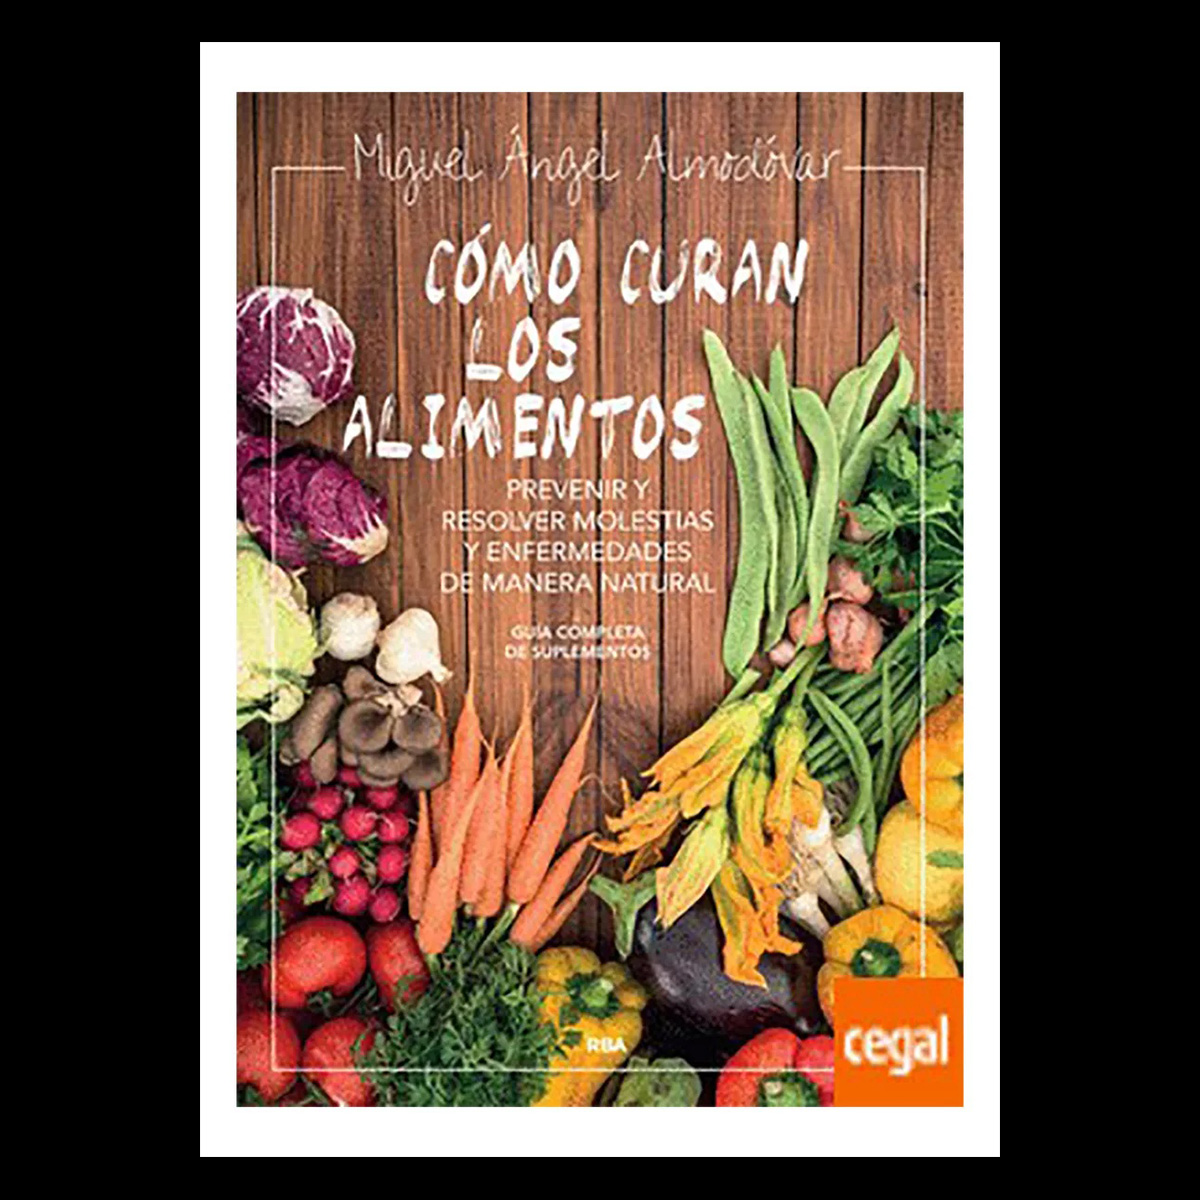 Miguel Ángel Almodóvar
CÓMO CURAN
LOS
ALIMENTOS
PREVENIR Y
RESOLVER MOLESTIAS
Y ENFERMEDADES
DE MANERA NATURAL
GUÍA COMPLETA
DE SUPLEMENTOS
RBA
cegal